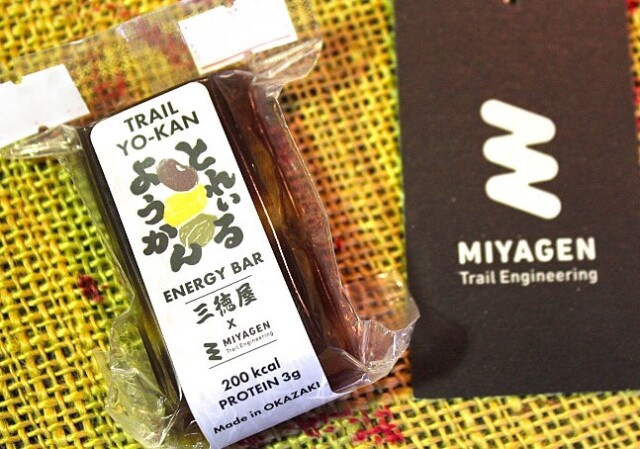 TRAIL
YO-KAN
とれいる
ようかん
ENERGY BAR
三徳屋
x
MIYAGEN
Trail Engineering
200 kcal
PROTEIN 3g
Made in OKAZAKI
MIYAGEN
Trail Engineering